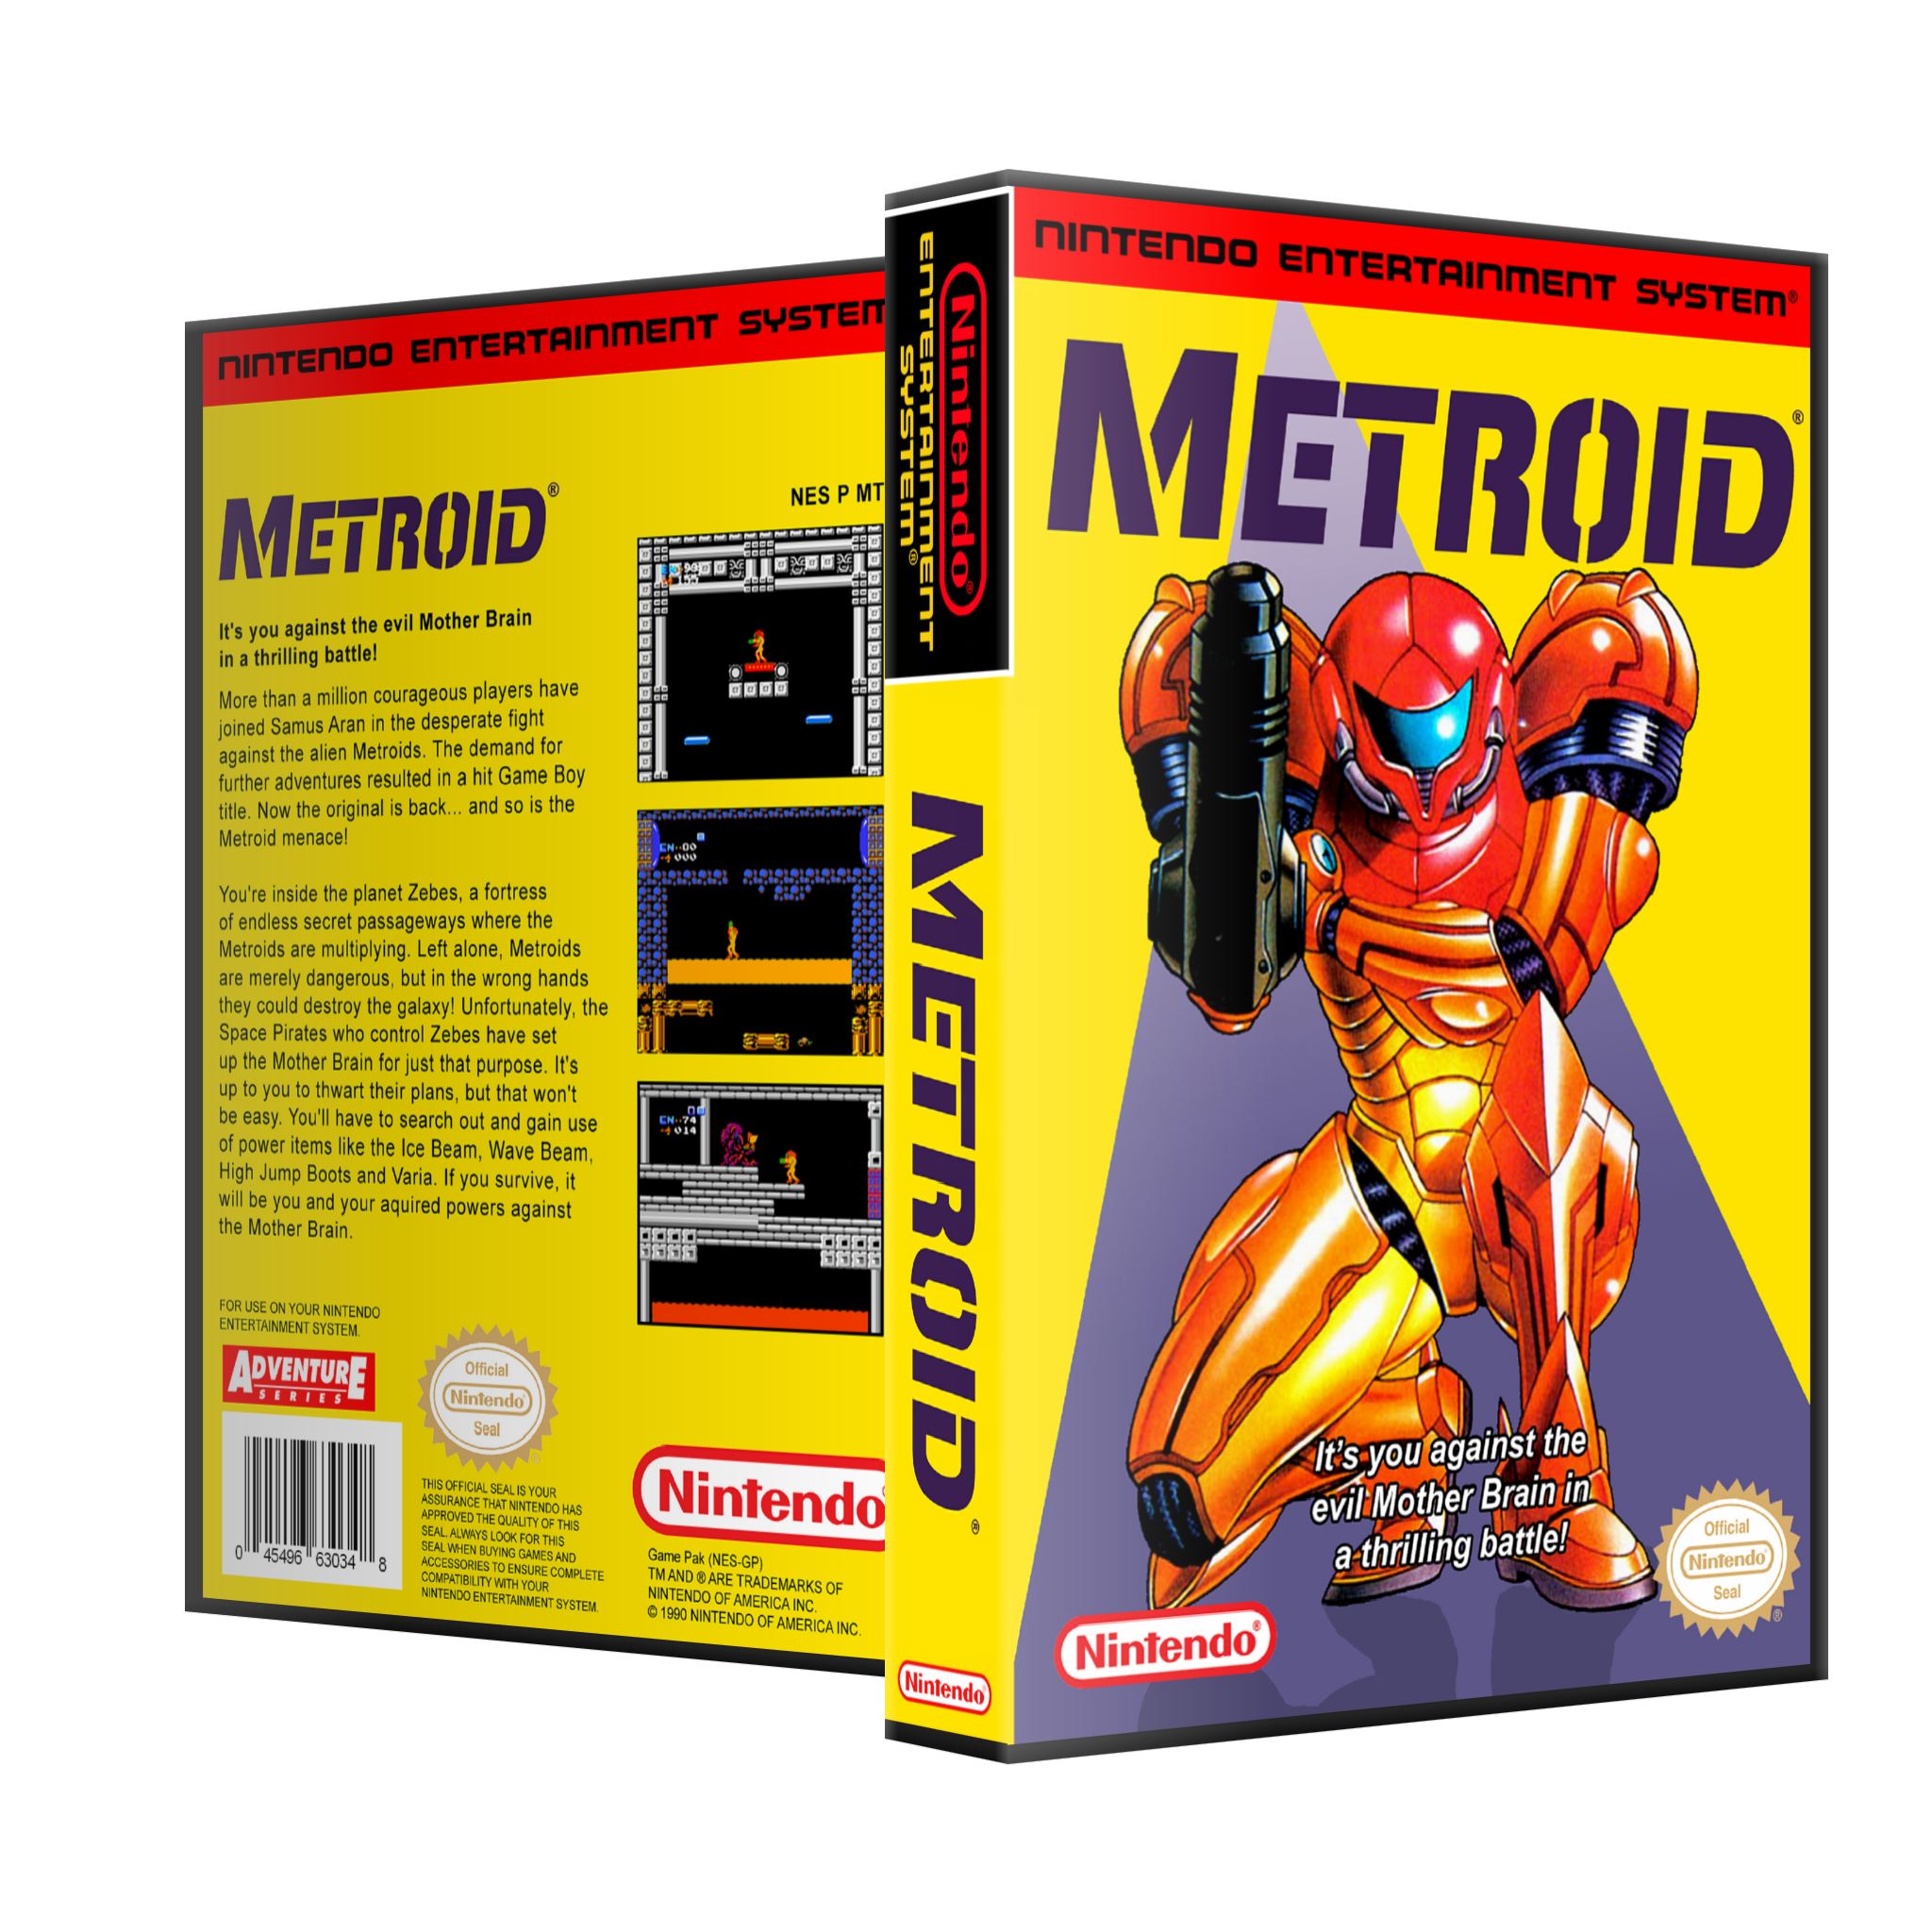 NINTENDO ENTERTAINMENT SYSTEM
NES P MT
METROID®
It's you against the evil Mother Brain
in a thrilling battle!
More than a million courageous players have
joined Samus Aran in the desperate fight
against the alien Metroids. The demand for
further adventures resulted in a hit Game Boy
title. Now the original is back... and so is the
Metroid menace!
You're inside the planet Zebes, a fortress
of endless secret passageways where the
Metroids are multiplying. Left alone, Metroids
are merely dangerous, but in the wrong hands
they could destroy the galaxy! Unfortunately, the
Space Pirates who control Zebes have set
up the Mother Brain for just that purpose. It's
up to you to thwart their plans, but that won't
be easy. You'll have to search out and gain use
of power items like the Ice Beam, Wave Beam,
High Jump Boots and Varia. If you survive, it
will be you and your aquired powers against
the Mother Brain.
EN··00
000
EN··74
014
FOR USE ON YOUR NINTENDO
ENTERTAINMENT SYSTEM.
ADVENTURE
SERIES
0 45496 63034 8
Official
Nintendo
Seal
THIS OFFICIAL SEAL IS YOUR
ASSURANCE THAT NINTENDO HAS
APPROVED THE QUALITY OF THIS
SEAL. ALWAYS LOOK FOR THIS
SEAL WHEN BUYING GAMES AND
ACCESSORIES TO ENSURE COMPLETE
COMPATIBILITY WITH YOUR
NINTENDO ENTERTAINMENT SYSTEM.
Nintendo
Game Pak (NES-GP)
TM AND ® ARE TRADEMARKS OF
NINTENDO OF AMERICA INC.
© 1990 NINTENDO OF AMERICA INC.
Nintendo®
ENTERTAINMENT
SYSTEM®
METROID®
Nintendo
NINTENDO ENTERTAINMENT SYSTEM®
METROID®
It's you against the
evil Mother Brain in
a thrilling battle!
Nintendo®
Official
Nintendo®
Seal
®